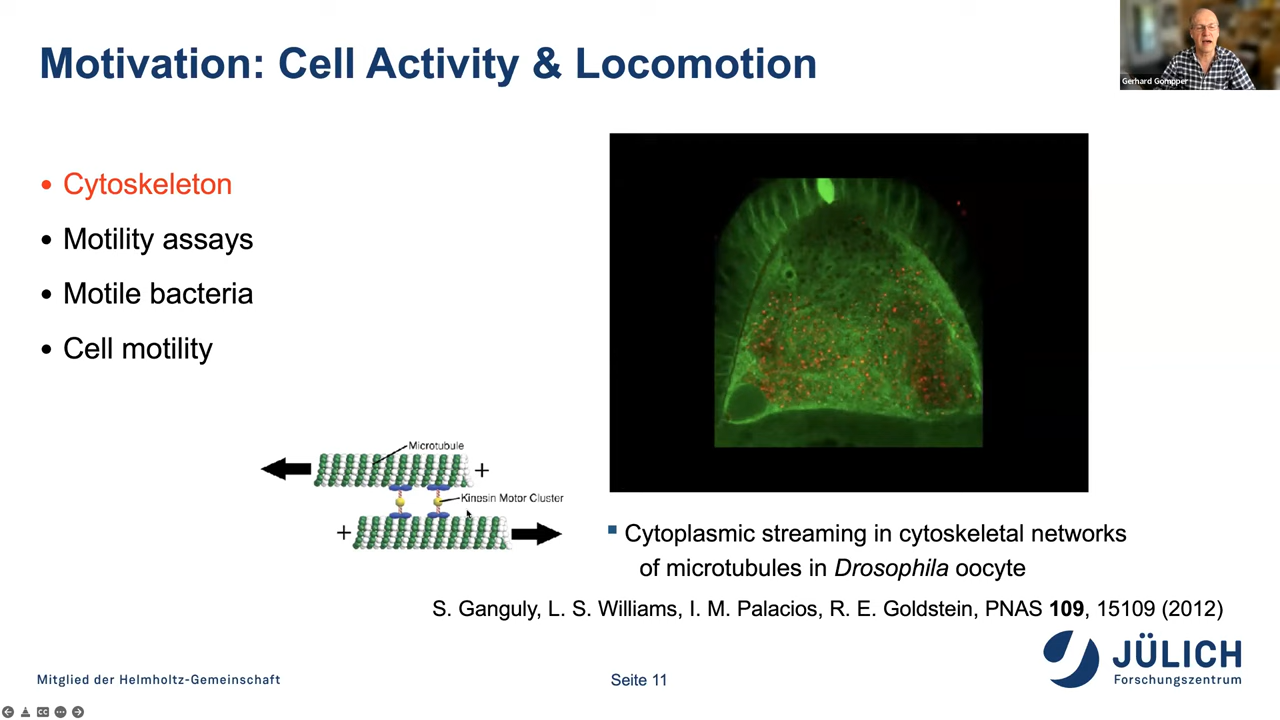 Motivation: Cell Activity & Locomotion
Gerhard Gompper
• Cytoskeleton
• Motility assays
• Motile bacteria
• Cell motility
Microtubule
+
Kinesin Motor Cluster
+
Cytoplasmic streaming in cytoskeletal networks
of microtubules in Drosophila oocyte
S. Ganguly, L. S. Williams, I. M. Palacios, R. E. Goldstein, PNAS 109, 15109 (2012)
JÜLICH
Forschungszentrum
Mitglied der Helmholtz-Gemeinschaft
Seite 11